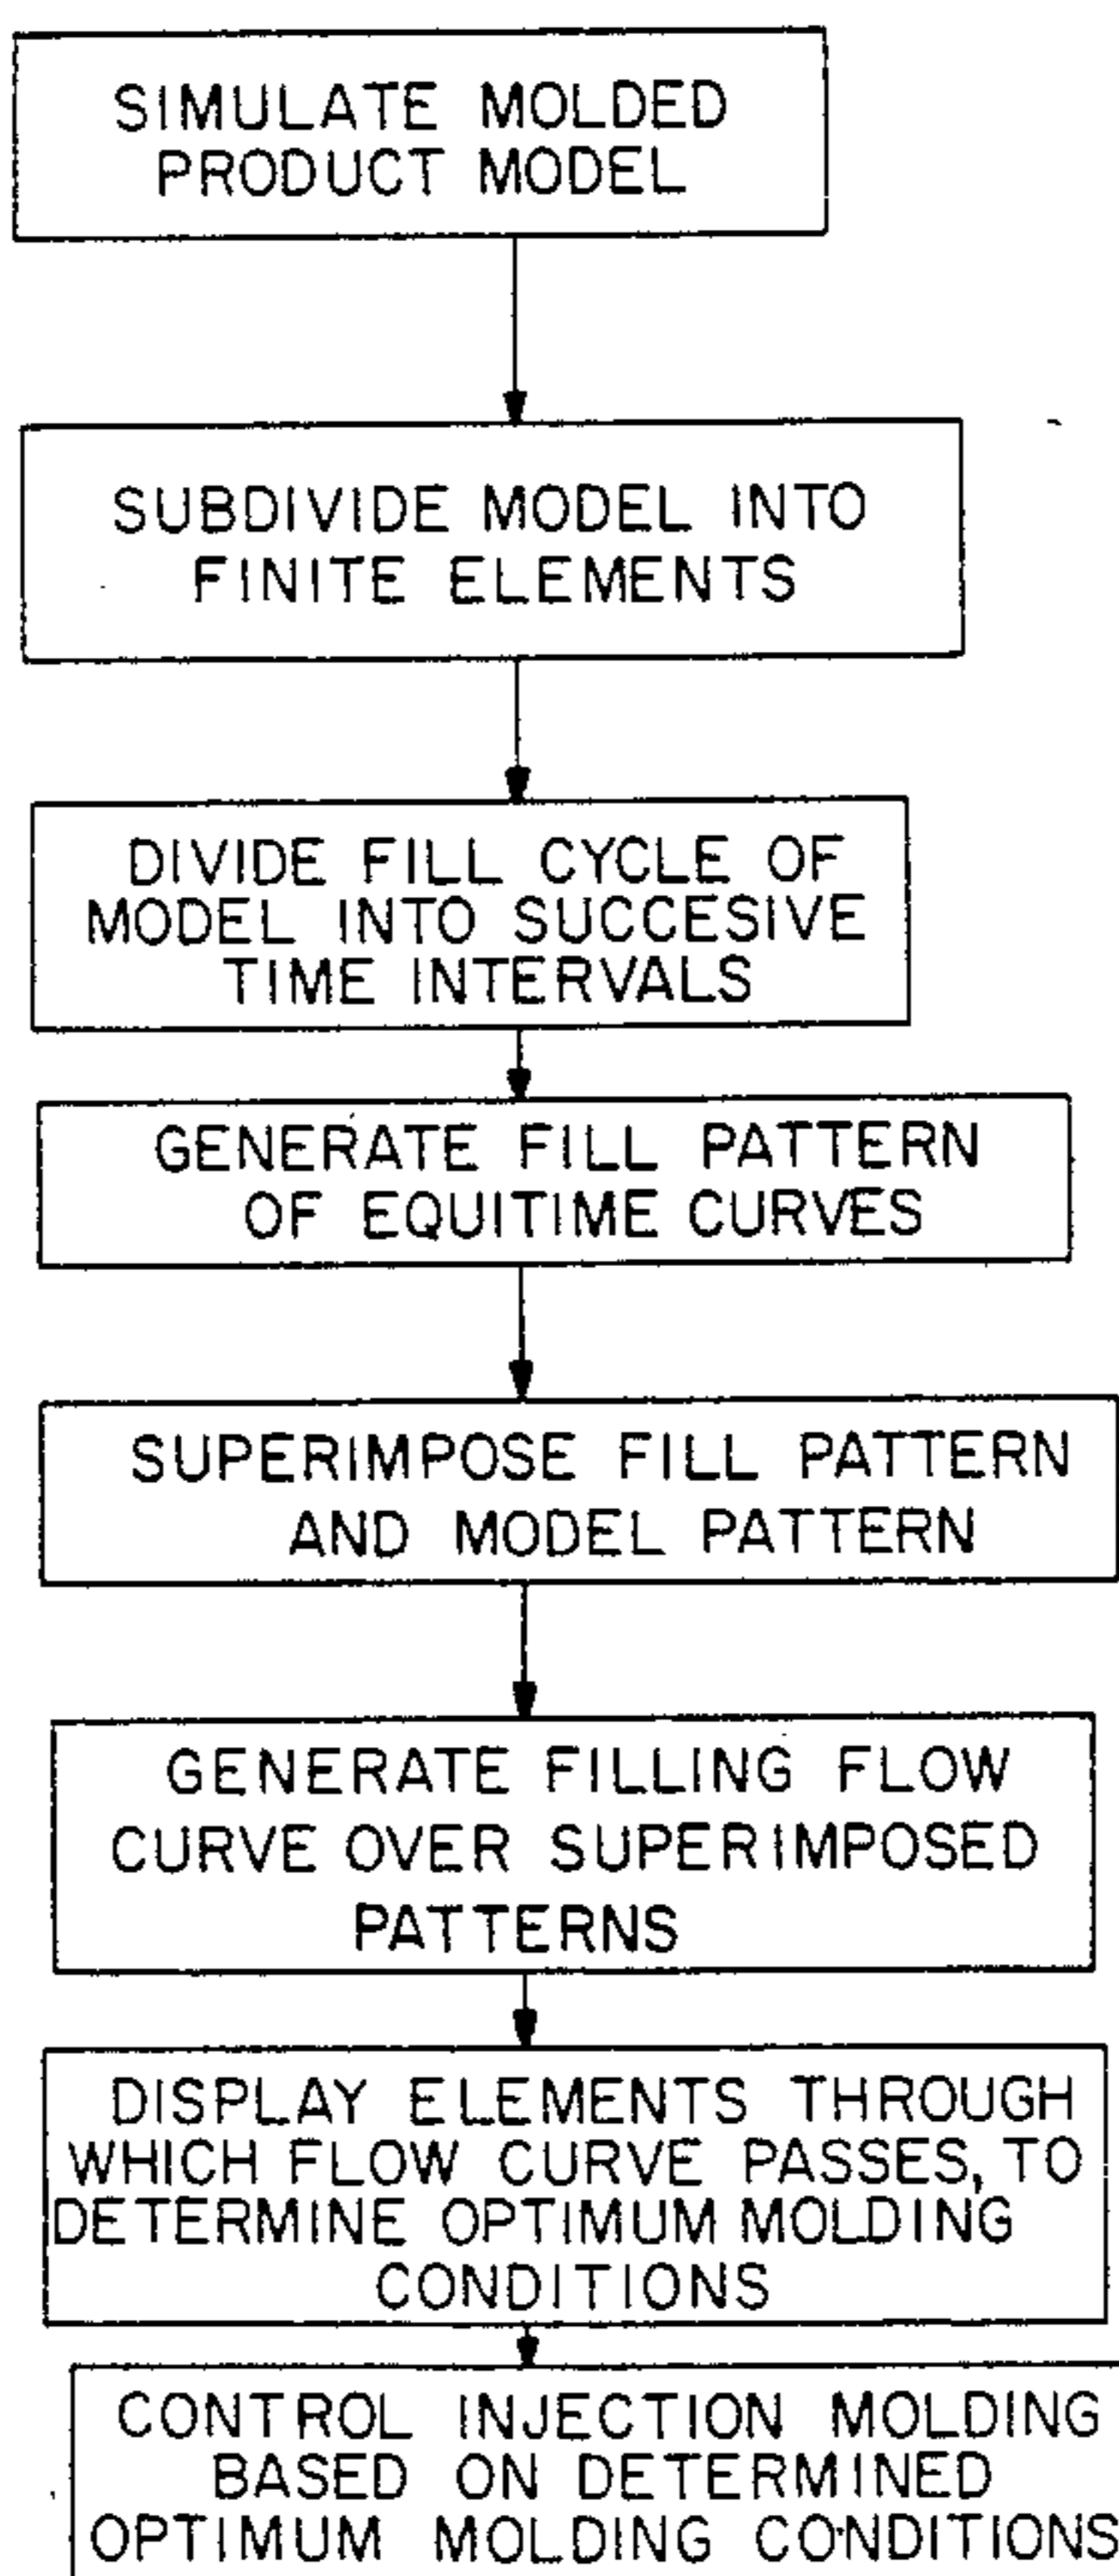 SIMULATE MOLDED
PRODUCT MODEL
SUBDIVIDE MODEL INTO
FINITE ELEMENTS
DIVIDE FILL CYCLE OF
MODEL INTO SUCCESIVE
TIME INTERVALS
GENERATE FILL PATTERN
OF EQUITIME CURVES
SUPERIMPOSE FILL PATTERN
AND MODEL PATTERN
GENERATE FILLING FLOW
CURVE OVER SUPERIMPOSED
PATTERNS
DISPLAY ELEMENTS THROUGH
WHICH FLOW CURVE PASSES, TO
DETERMINE OPTIMUM MOLDING
CONDITIONS
CONTROL INJECTION MOLDING
BASED ON DETERMINED
OPTIMUM MOLDING CONDITIONS